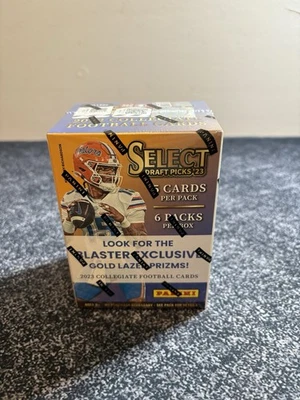 SELECT
DRAFT PICKS '23
5 CARDS
PER PACK
6 PACKS
PER BOX
LOOK FOR THE
LASTER EXCLUSIVE
GOLD LAZER PRIZMS!
2023 COLLEGIATE FOOTBALL CARDS
PANINI